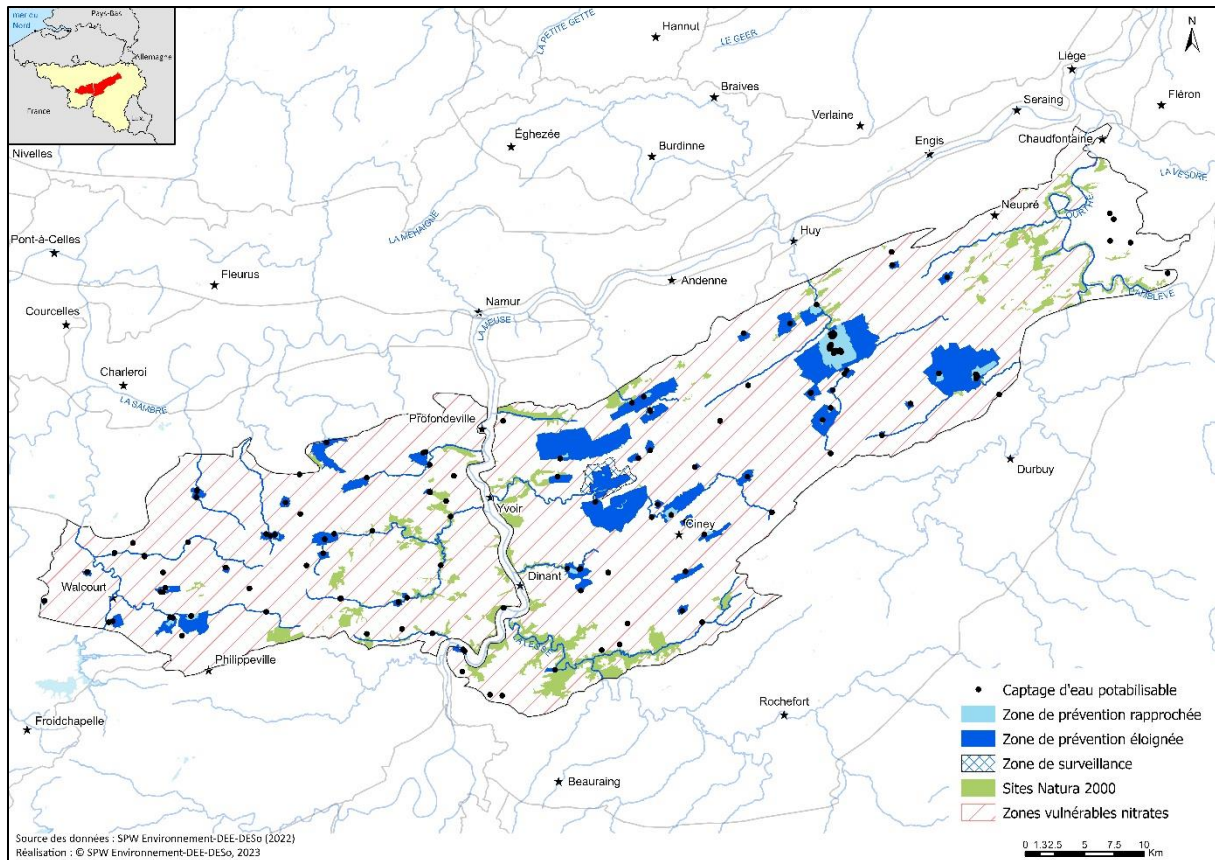 mer du
Nord
Pays-Bas
Allemagne
France
Lux.
N
Hannut
LA PETITE GETTE
LE GEER
Liège
Braives
Seraing
Fléron
Verlaine
Éghezée
Burdinne
Engis
Chaudfontaine
Nivelles
LA VESDRE
LA MÉHAIGNE
Neupré
L'OURTHE
Pont-à-Celles
Huy
Fleurus
Andenne
L'AMBLÈVE
Courcelles
Namur
LA MEUSE
Charleroi
LA SAMBRE
Profondeville
Durbuy
Yvoir
Ciney
Walcourt
Dinant
LA LESSE
Philippeville
Froidchapelle
Rochefort
Beauraing
Captage d'eau potabilisable
Zone de prévention rapprochée
Zone de prévention éloignée
Zone de surveillance
Sites Natura 2000
Zones vulnérables nitrates
Source des données : SPW Environnement-DEE-DESo (2022)
Réalisation : © SPW Environnement-DEE-DESo, 2023
0 1.32.5 5 7.5 10
Km